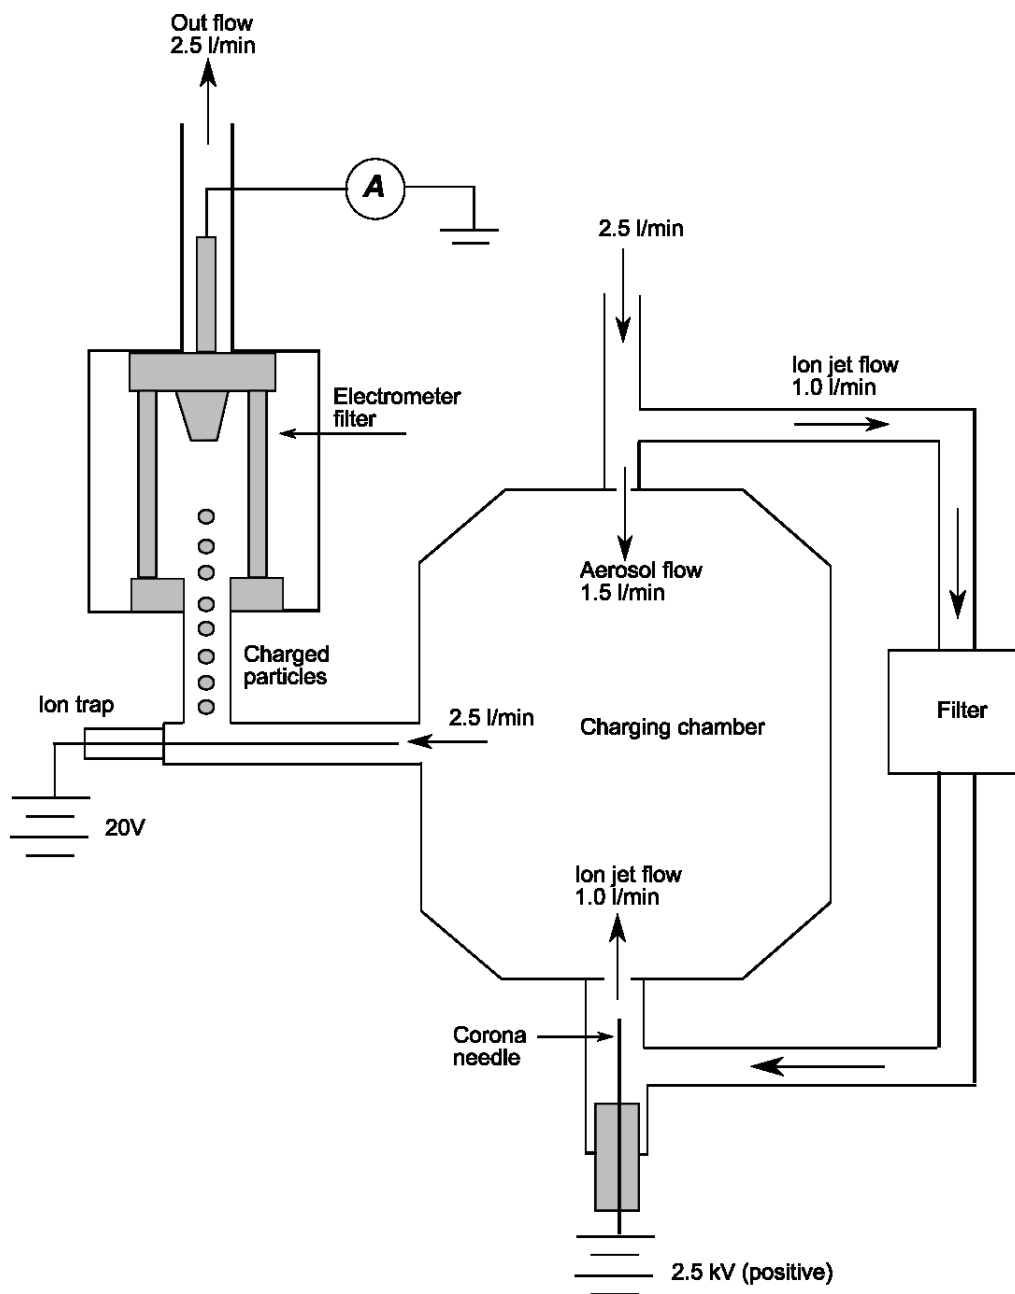 Out flow
2.5 l/min
A
2.5 l/min
Ion jet flow
1.0 l/min
Electrometer
filter
Aerosol flow
1.5 l/min
Charged
particles
Ion trap
2.5 l/min
Charging chamber
Filter
20V
Ion jet flow
1.0 l/min
Corona
needle
2.5 kV (positive)